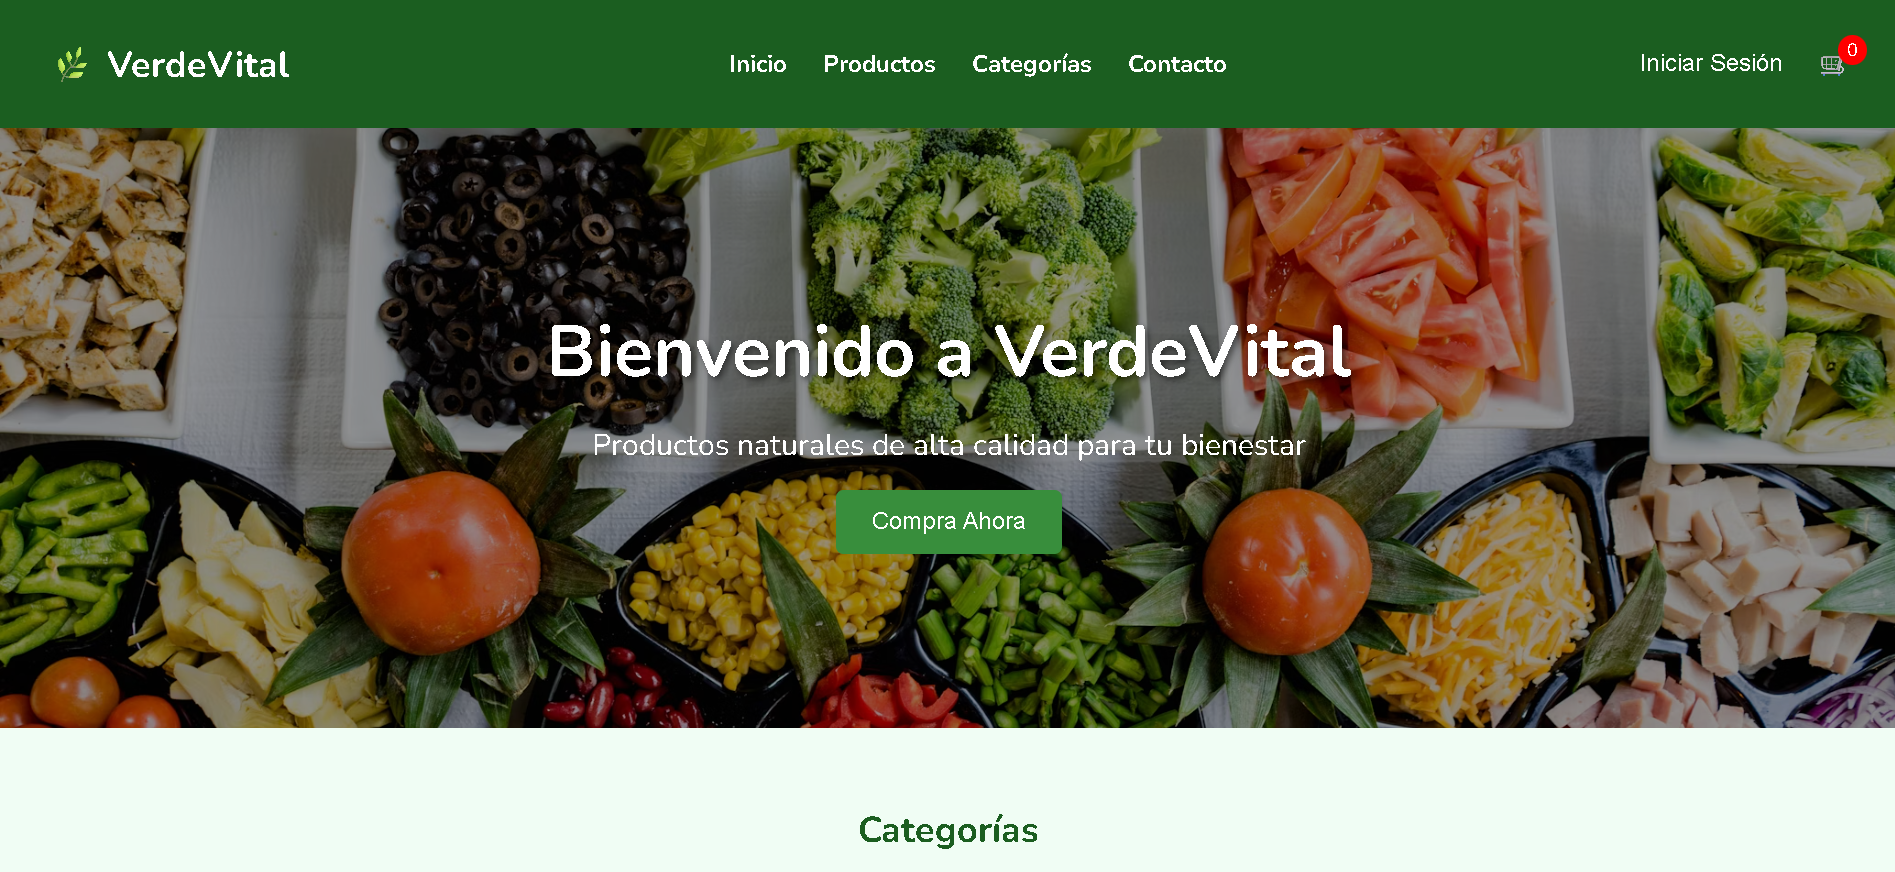 VerdeVital
Inicio Productos Categorías Contacto
Iniciar Sesión
0
Bienvenido a VerdeVital
Productos naturales de alta calidad para tu bienestar
Compra Ahora
Categorías